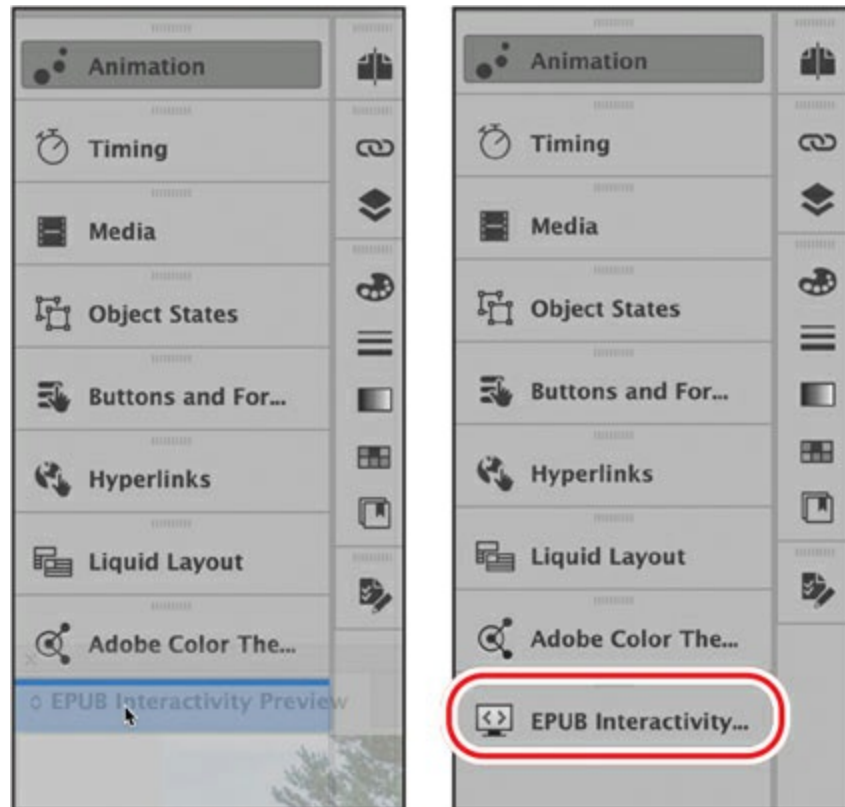 Animation
Timing
Media
Object States
Buttons and For...
Hyperlinks
Liquid Layout
Adobe Color The...
EPUB Interactivity Preview
Animation
Timing
Media
Object States
Buttons and For...
Hyperlinks
Liquid Layout
Adobe Color The...
EPUB Interactivity...